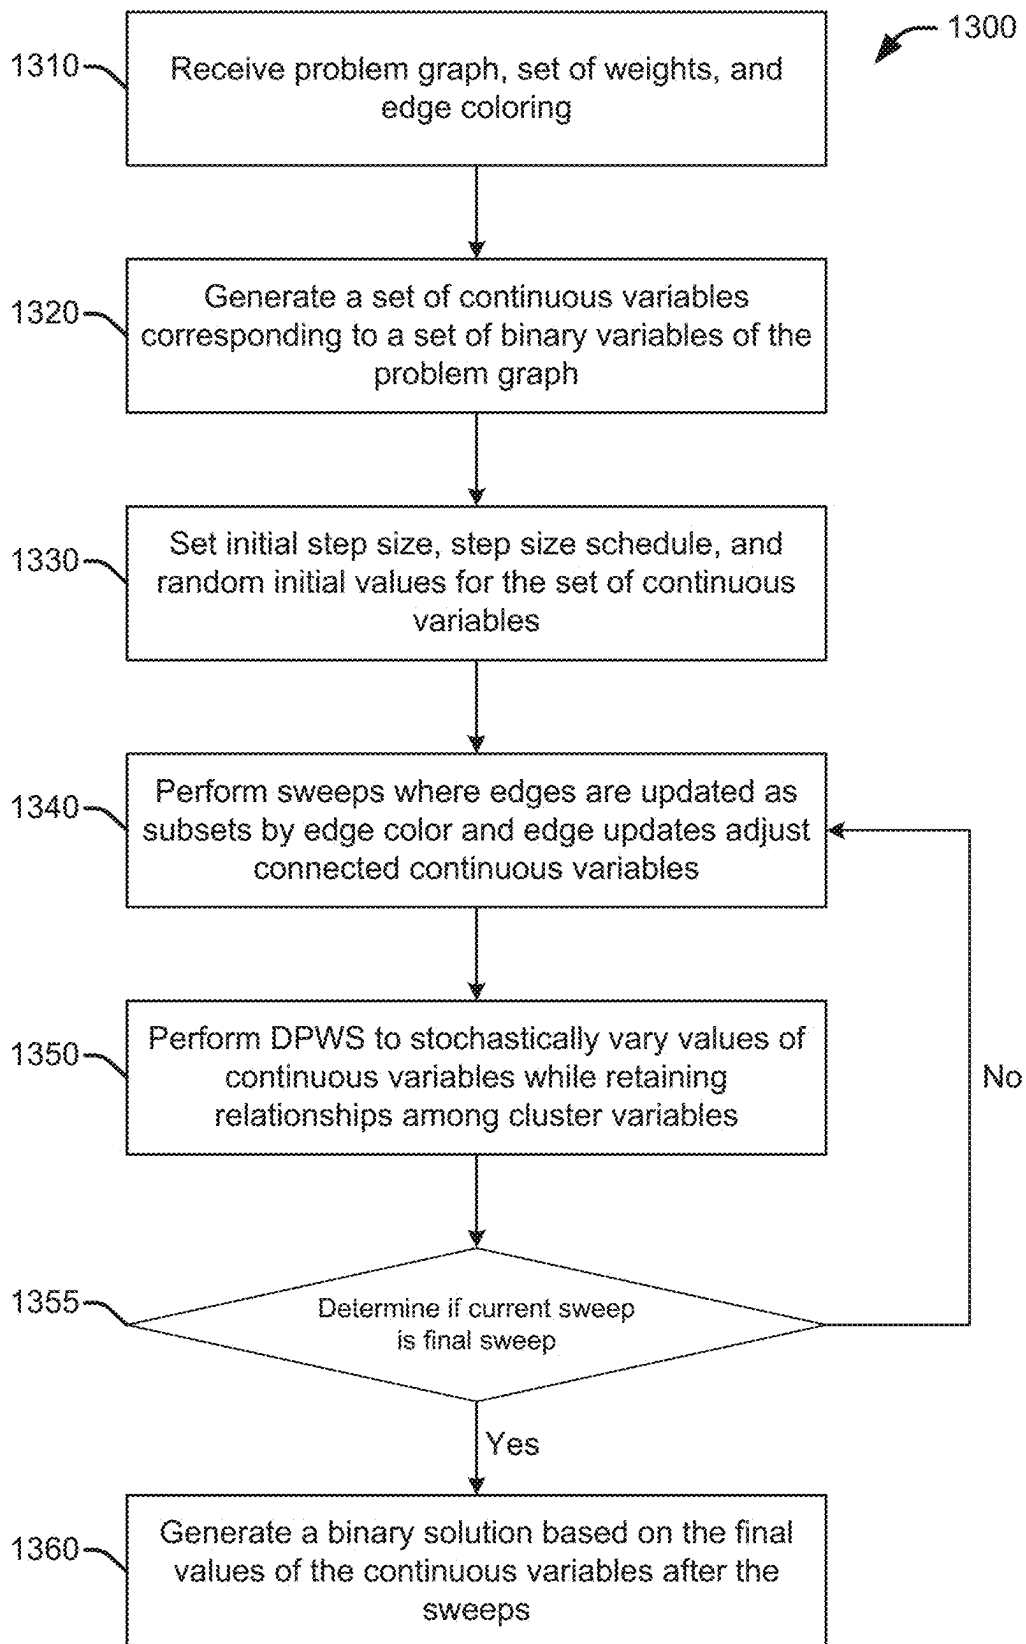 1300
1310
Receive problem graph, set of weights, and
edge coloring
1320
Generate a set of continuous variables
corresponding to a set of binary variables of the
problem graph
1330
Set initial step size, step size schedule, and
random initial values for the set of continuous
variables
1340
Perform sweeps where edges are updated as
subsets by edge color and edge updates adjust
connected continuous variables
1350
Perform DPWS to stochastically vary values of
continuous variables while retaining
relationships among cluster variables
No
1355
Determine if current sweep
is final sweep
Yes
1360
Generate a binary solution based on the final
values of the continuous variables after the
sweeps